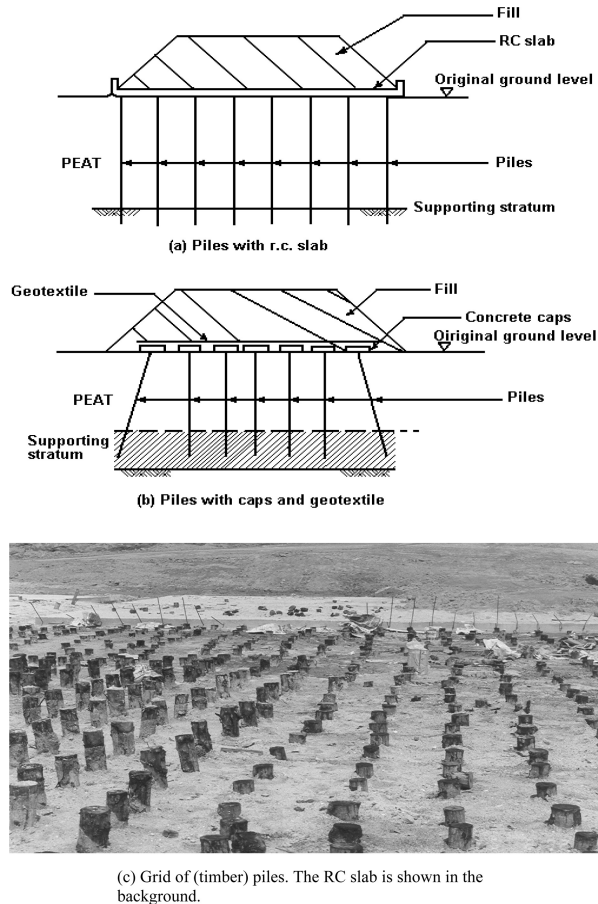 Fill
RC slab
Original ground level
PEAT
Piles
Supporting stratum
(a) Piles with r.c. slab
Geotextile
Fill
Concrete caps
Oiriginal ground level
PEAT
Piles
Supporting
stratum
(b) Piles with caps and geotextile
(c) Grid of (timber) piles. The RC slab is shown in the
background.